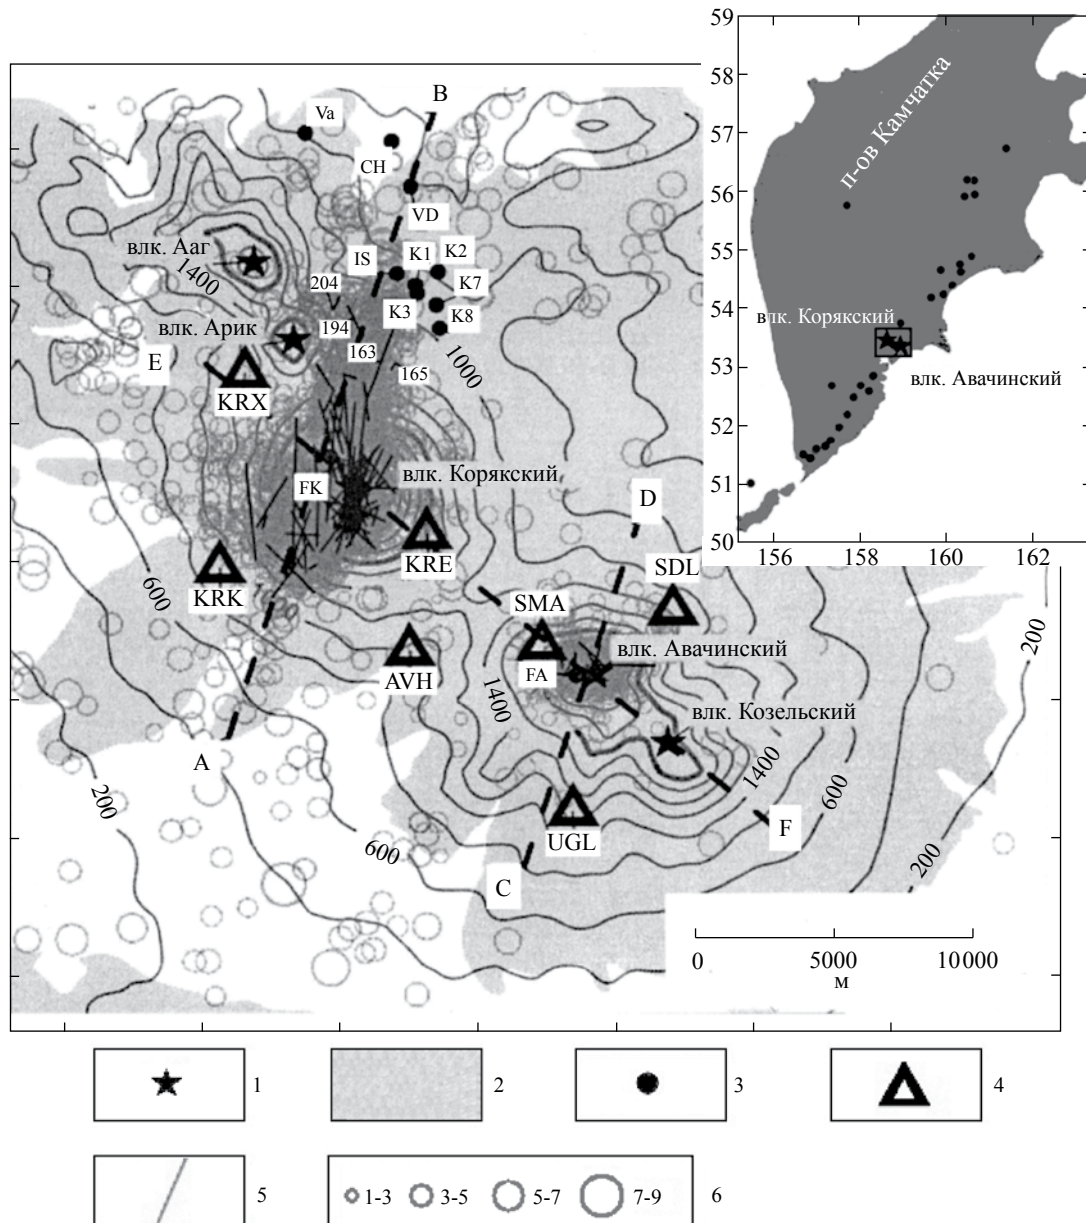 59
58
п-ов Камчатка
57
56
55
54
влк. Корякский
53
влк. Авачинский
52
51
50
156
158
160
162
B
Va
CH
VD
влк. Ааг
1400
IS
K1
K2
204
K7
K3
K8
влк. Арик
194
163
165
1000
E
KRX
влк. Корякский
FK
D
KRE
SDL
KRK
600
SMA
200
влк. Авачинский
FA
AVH
1400
влк. Козельский
A
200
1400
600
F
UGL
600
200
C
0
5000
10000
м
1
2
3
4
5
1-3
3-5
5-7
7-9
6